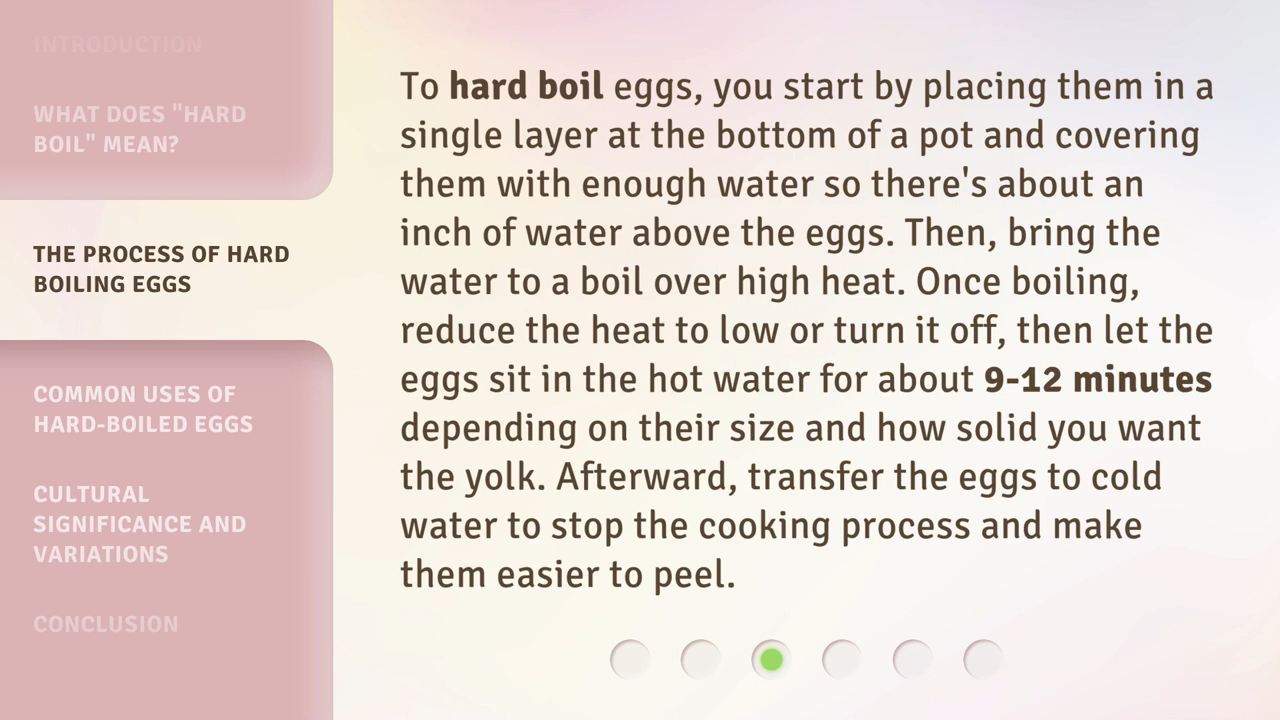 INTRODUCTION
WHAT DOES "HARD
BOIL" MEAN?
THE PROCESS OF HARD
BOILING EGGS
COMMON USES OF
HARD-BOILED EGGS
CULTURAL
SIGNIFICANCE AND
VARIATIONS
CONCLUSION
To hard boil eggs, you start by placing them in a
single layer at the bottom of a pot and covering
them with enough water so there's about an
inch of water above the eggs. Then, bring the
water to a boil over high heat. Once boiling,
reduce the heat to low or turn it off, then let the
eggs sit in the hot water for about 9-12 minutes
depending on their size and how solid you want
the yolk. Afterward, transfer the eggs to cold
water to stop the cooking process and make
them easier to peel.